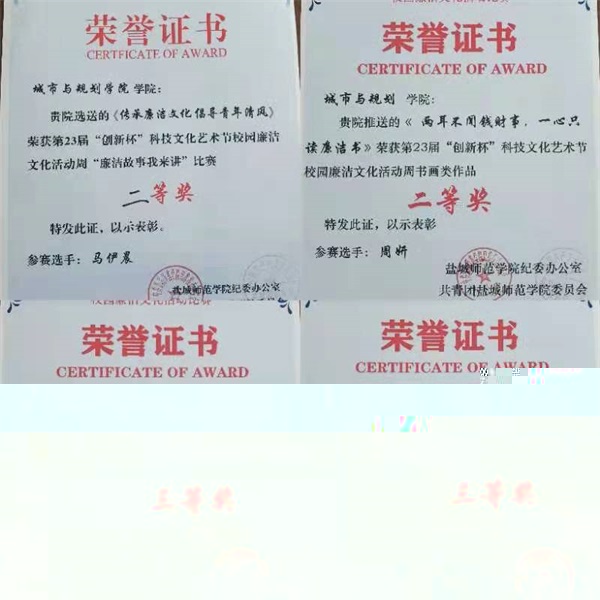 荣誉证书
CERTFICATE OF AWARD
城市与规划学院 学院：
贵院选送的《传承廉洁文化倡导青年清风》
荣获第23届“创新杯”科技文化艺术节校园廉洁
文化活动周“廉洁故事我来讲”比赛
二等奖
特发此证，以示表彰。
参赛选手：马伊晨
盐城师范学院纪委办公室
荣誉证书
CERTIFICATE OF AWARD
城市与规划 学院：
贵院推送的《 两耳不闻钱财事，一心只
读廉洁书》荣获第23届“创新杯”科技文化艺术节
校园廉洁文化活动周书画类作品
二等奖
特发此证，以示表彰
参赛选手：周妍
盐城师范学院纪委办公室
共青团盐城师范学院委员会
荣誉证书
CERTIFICATE OF AWARD
三等奖
荣誉证书
CERTIFICATE OF AWARD
三等奖